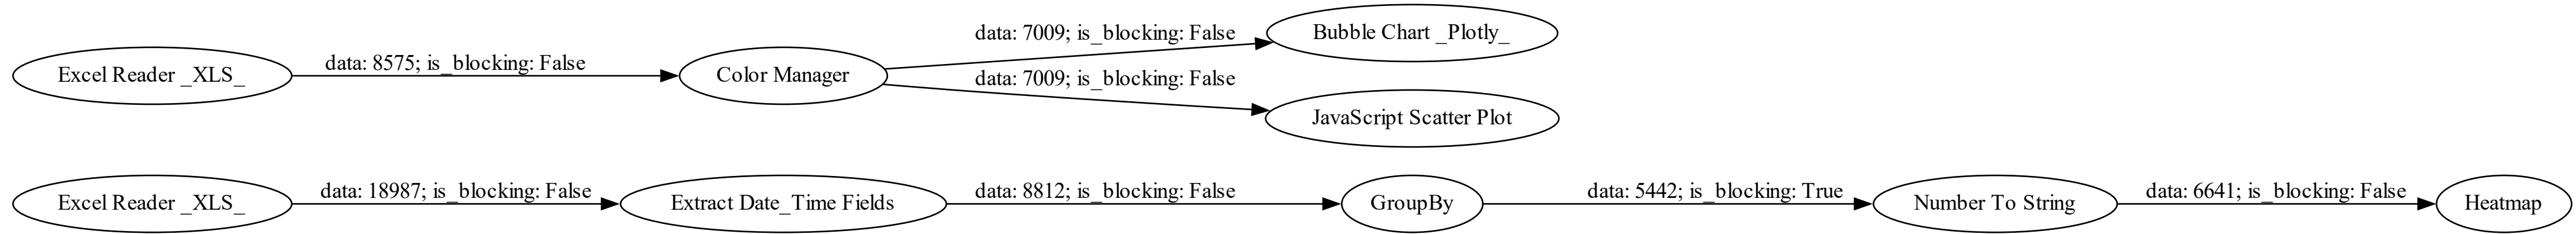 Excel Reader _XLS_
data: 8575; is_blocking: False
Color Manager
data: 7009; is_blocking: False
Bubble Chart _Plotly_
data: 7009; is_blocking: False
JavaScript Scatter Plot
Excel Reader _XLS_
data: 18987; is_blocking: False
Extract Date_Time Fields
data: 8812; is_blocking: False
GroupBy
data: 5442; is_blocking: True
Number To String
data: 6641; is_blocking: False
Heatmap